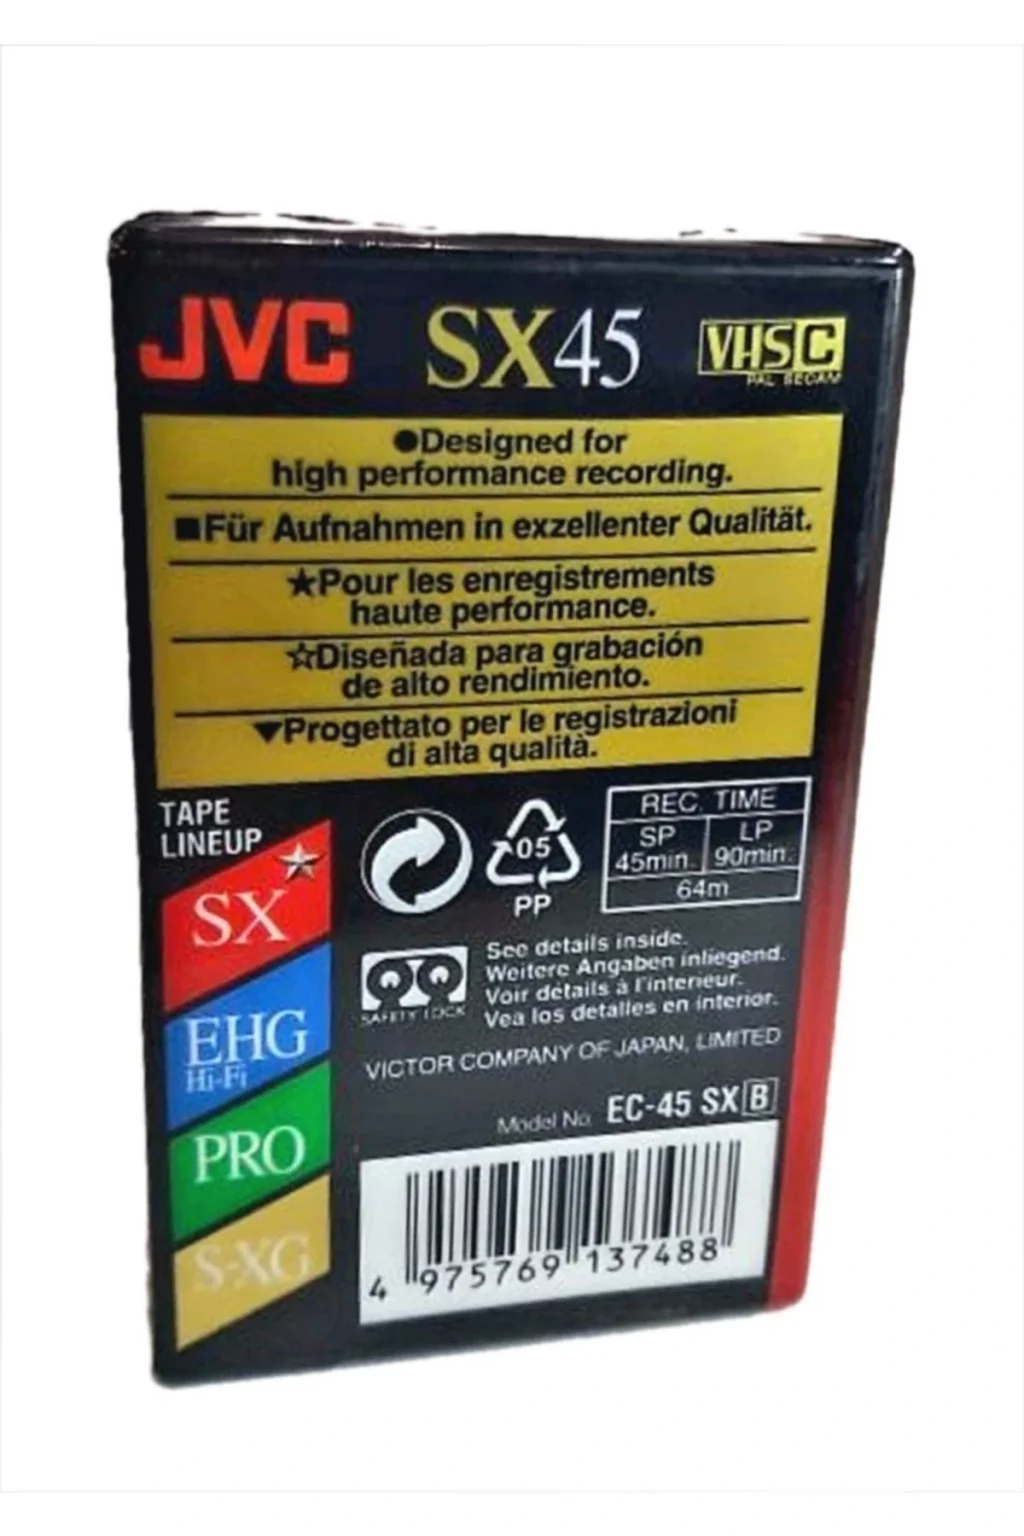 JVC SX45 VHS C
PAL SECAM
●Designed for
high performance recording.
■Für Aufnahmen in exzellenter Qualität.
★Pour les enregistrements
haute performance.
☆Diseñada para grabación
de alto rendimiento.
▼Progettato per le registrazioni
di alta qualità.
TAPE
LINEUP
SX
EHG
Hi-Fi
PRO
S-XG
05
PP
REC. TIME
SP LP
45min. 90min.
64m
SAFETY LOCK
See details inside.
Weitere Angaben inliegend.
Voir détails à l'interieur.
Vea los detalles en interior.
VICTOR COMPANY OF JAPAN, LIMITED
Model No. EC-45 SX B
4 975769 137488